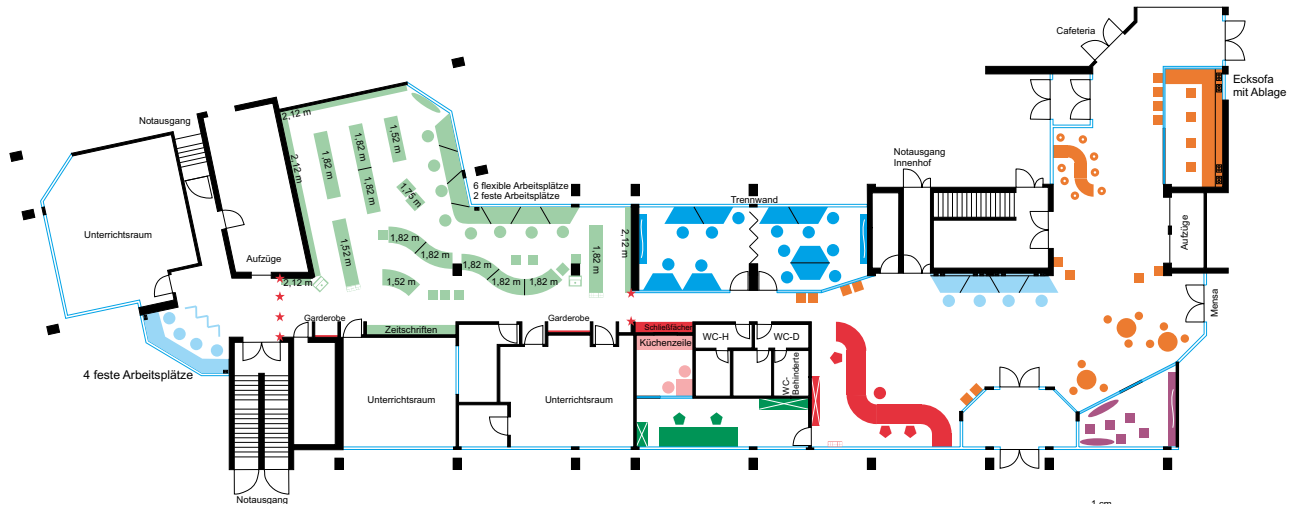 Cafeteria
Ecksofa
mit Ablage
Notausgang
2,12 m
1,52 m
1,82 m
1,82 m
2,12 m
1,82 m
1,75 m
Notausgang
Innenhof
6 flexible Arbeitsplätze
2 feste Arbeitsplätze
Trennwand
Unterrichtsraum
1,52 m
1,82 m
1,82 m
2,12 m
1,82 m
Aufzüge
Aufzüge
1,82 m
2,12 m
1,52 m
1,82 m
1,82 m
Mensa
Garderobe
Garderobe
Zeitschriften
Schließfächer
WC-H
WC-D
Küchenzeile
WC-
Behinderte
4 feste Arbeitsplätze
Unterrichtsraum
Unterrichtsraum
Notausgang
1 cm